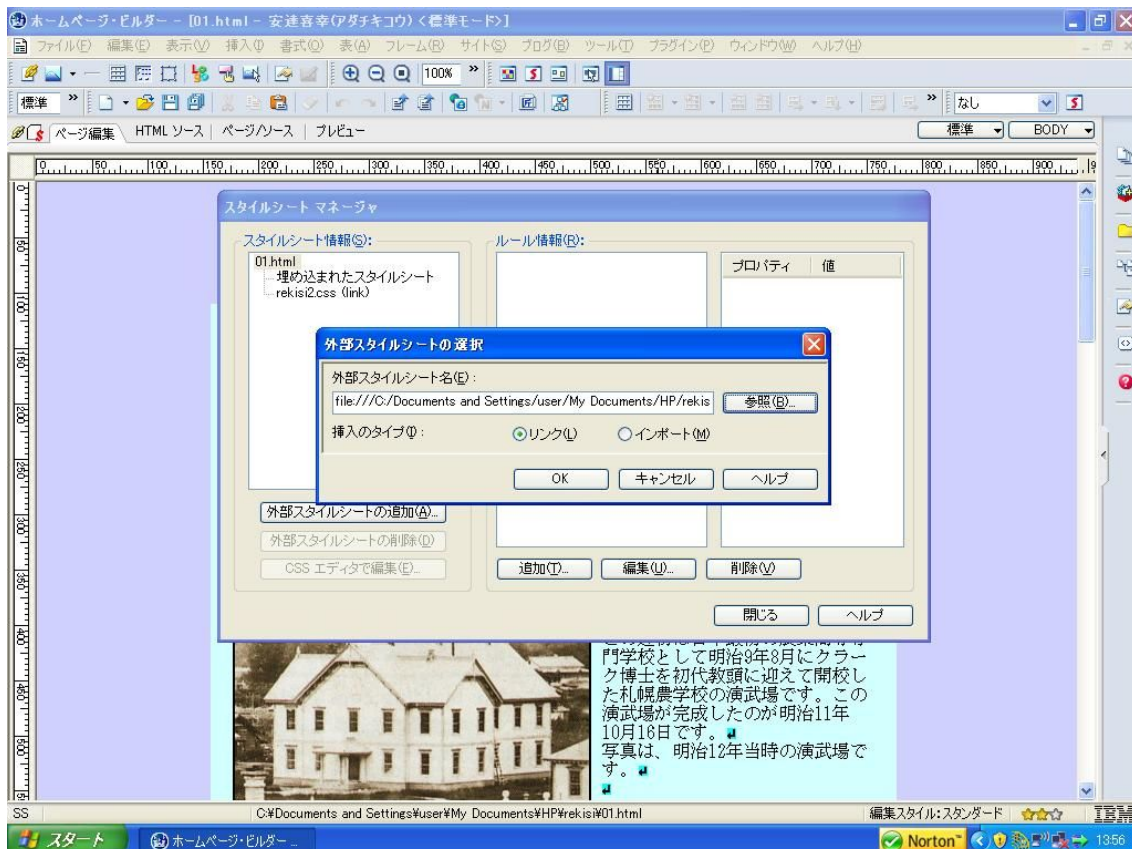 ホームページ・ビルダー - [01.html - 安達喜幸(アダチキコウ) <標準モード>]
ファイル(F) 編集(E) 表示(V) 挿入(I) 書式(O) 表(A) フレーム(R) サイト(S) ブログ(B) ツール(T) プラグイン(P) ウィンドウ(W) ヘルプ(H)
100% »
標準 » » なし
ページ編集 HTML ソース ページ/ソース プレビュー 標準 BODY
0 50 100 150 200 250 300 350 400 450 500 550 600 650 700 750 800 850 900
スタイルシート マネージャ
スタイルシート情報(S): ルール情報(R):
01.html プロパティ 値
埋め込まれたスタイルシート
rekisi2.css (link)
外部スタイルシートの選択
外部スタイルシート名(E):
file:///C:/Documents and Settings/user/My Documents/HP/rekis 参照(B)...
挿入のタイプ(I): リンク(L) インポート(M)
OK キャンセル ヘルプ
外部スタイルシートの追加(A)...
外部スタイルシートの削除(D)
CSS エディタで編集(E)... 追加(T)... 編集(U)... 削除(V)
閉じる ヘルプ
門学校として明治9年8月にクラー
ク博士を初代教頭に迎えて開校し
た札幌農学校の演武場です。この
演武場が完成したのが明治11年
10月16日です。
写真は、明治12年当時の演武場で
す。
SS C:¥Documents and Settings¥user¥My Documents¥HP¥rekisi¥01.html 編集スタイル:スタンダード IBM
スタート ホームページ・ビルダー ... Norton 13:56